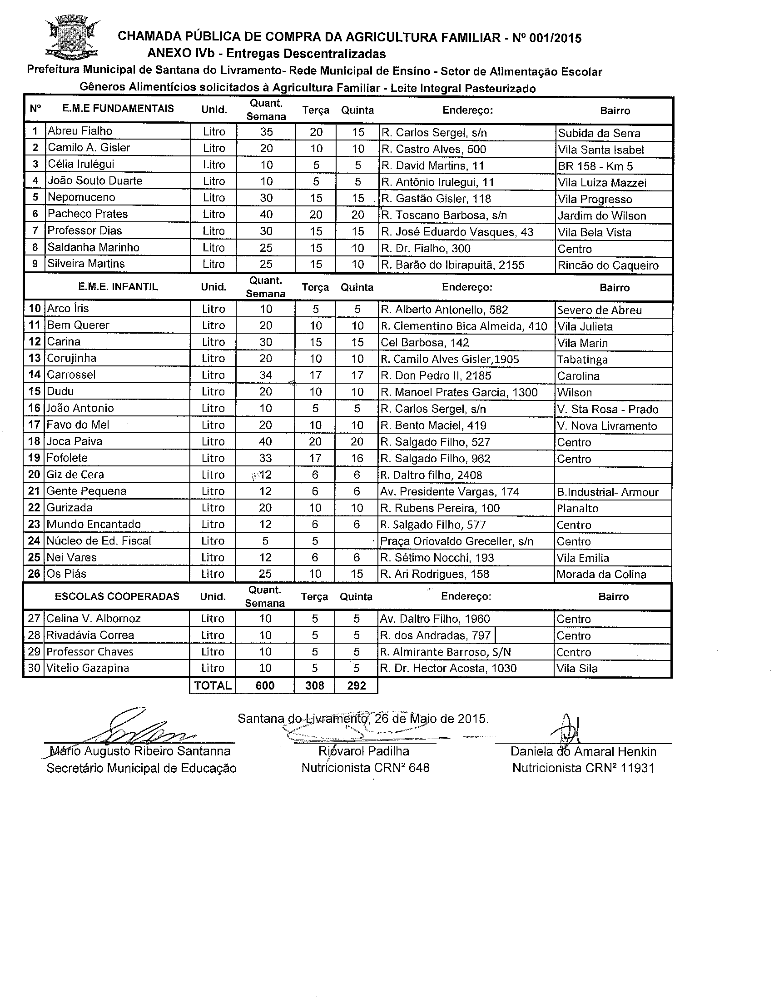 CHAMADA PÚBLICA DE COMPRA DA AGRICULTURA FAMILIAR - Nº 001/2015
ANEXO IVb - Entregas Descentralizadas
Prefeitura Municipal de Santana do Livramento- Rede Municipal de Ensino - Setor de Alimentação Escolar
Gêneros Alimentícios solicitados à Agricultura Familiar - Leite Integral Pasteurizado
Nº E.M.E FUNDAMENTAIS Unid. Quant. Semana Terça Quinta Endereço: Bairro
1 Abreu Fialho Litro 35 20 15 R. Carlos Sergel, s/n Subida da Serra
2 Camilo A. Gisler Litro 20 10 10 R. Castro Alves, 500 Vila Santa Isabel
3 Célia Irulégui Litro 10 5 5 R. David Martins, 11 BR 158 - Km 5
4 João Souto Duarte Litro 10 5 5 R. Antônio Irulegui, 11 Vila Luiza Mazzei
5 Nepomuceno Litro 30 15 15 R. Gastão Gisler, 118 Vila Progresso
6 Pacheco Prates Litro 40 20 20 R. Toscano Barbosa, s/n Jardim do Wilson
7 Professor Dias Litro 30 15 15 R. José Eduardo Vasques, 43 Vila Bela Vista
8 Saldanha Marinho Litro 25 15 10 R. Dr. Fialho, 300 Centro
9 Silveira Martins Litro 25 15 10 R. Barão do Ibirapuitã, 2155 Rincão do Caqueiro
E.M.E. INFANTIL Unid. Quant. Semana Terça Quinta Endereço: Bairro
10 Arco Íris Litro 10 5 5 R. Alberto Antonello, 582 Severo de Abreu
11 Bem Querer Litro 20 10 10 R. Clementino Bica Almeida, 410 Vila Julieta
12 Carina Litro 30 15 15 Cel Barbosa, 142 Vila Marin
13 Corujinha Litro 20 10 10 R. Camilo Alves Gisler,1905 Tabatinga
14 Carrossel Litro 34 17 17 R. Don Pedro II, 2185 Carolina
15 Dudu Litro 20 10 10 R. Manoel Prates Garcia, 1300 Wilson
16 João Antonio Litro 10 5 5 R. Carlos Sergel, s/n V. Sta Rosa - Prado
17 Favo do Mel Litro 20 10 10 R. Bento Maciel, 419 V. Nova Livramento
18 Joca Paiva Litro 40 20 20 R. Salgado Filho, 527 Centro
19 Fofolete Litro 33 17 16 R. Salgado Filho, 962 Centro
20 Giz de Cera Litro 12 6 6 R. Daltro filho, 2408
21 Gente Pequena Litro 12 6 6 Av. Presidente Vargas, 174 B.Industrial- Armour
22 Gurizada Litro 20 10 10 R. Rubens Pereira, 100 Planalto
23 Mundo Encantado Litro 12 6 6 R. Salgado Filho, 577 Centro
24 Núcleo de Ed. Fiscal Litro 5 5 Praça Oriovaldo Greceller, s/n Centro
25 Nei Vares Litro 12 6 6 R. Sétimo Nocchi, 193 Vila Emilia
26 Os Piás Litro 25 10 15 R. Ari Rodrigues, 158 Morada da Colina
ESCOLAS COOPERADAS Unid. Quant. Semana Terça Quinta Endereço: Bairro
27 Celina V. Albornoz Litro 10 5 5 Av. Daltro Filho, 1960 Centro
28 Rivadávia Correa Litro 10 5 5 R. dos Andradas, 797 Centro
29 Professor Chaves Litro 10 5 5 R. Almirante Barroso, S/N Centro
30 Vitelio Gazapina Litro 10 5 5 R. Dr. Hector Acosta, 1030 Vila Sila
TOTAL 600 308 292
Santana do Livramento, 26 de Maio de 2015.
Mário Augusto Ribeiro Santanna Rióvarol Padilha Daniela do Amaral Henkin
Secretário Municipal de Educação Nutricionista CRN² 648 Nutricionista CRN² 11931